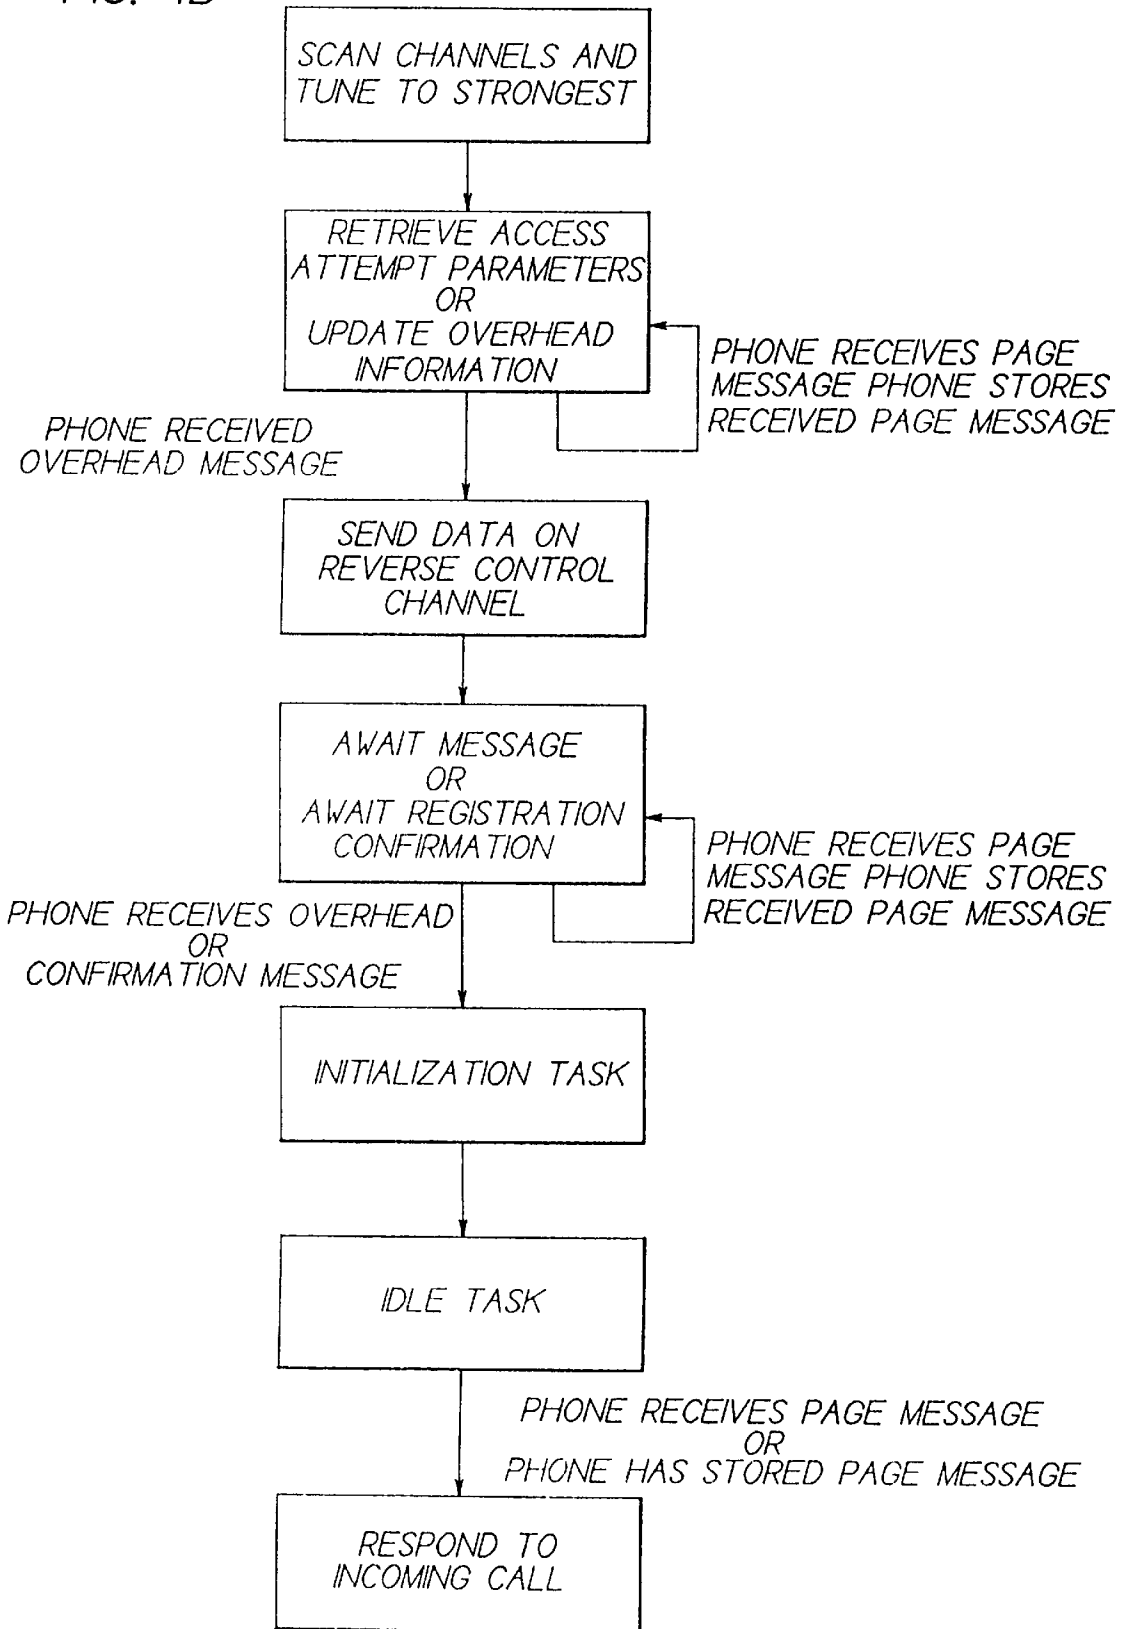 SCAN CHANNELS AND
TUNE TO STRONGEST
RETRIEVE ACCESS
ATTEMPT PARAMETERS
OR
UPDATE OVERHEAD
INFORMATION
PHONE RECEIVES PAGE
MESSAGE PHONE STORES
RECEIVED PAGE MESSAGE
PHONE RECEIVED
OVERHEAD MESSAGE
SEND DATA ON
REVERSE CONTROL
CHANNEL
AWAIT MESSAGE
OR
AWAIT REGISTRATION
CONFIRMATION
PHONE RECEIVES PAGE
MESSAGE PHONE STORES
RECEIVED PAGE MESSAGE
PHONE RECEIVES OVERHEAD
OR
CONFIRMATION MESSAGE
INITIALIZATION TASK
IDLE TASK
PHONE RECEIVES PAGE MESSAGE
OR
PHONE HAS STORED PAGE MESSAGE
RESPOND TO
INCOMING CALL